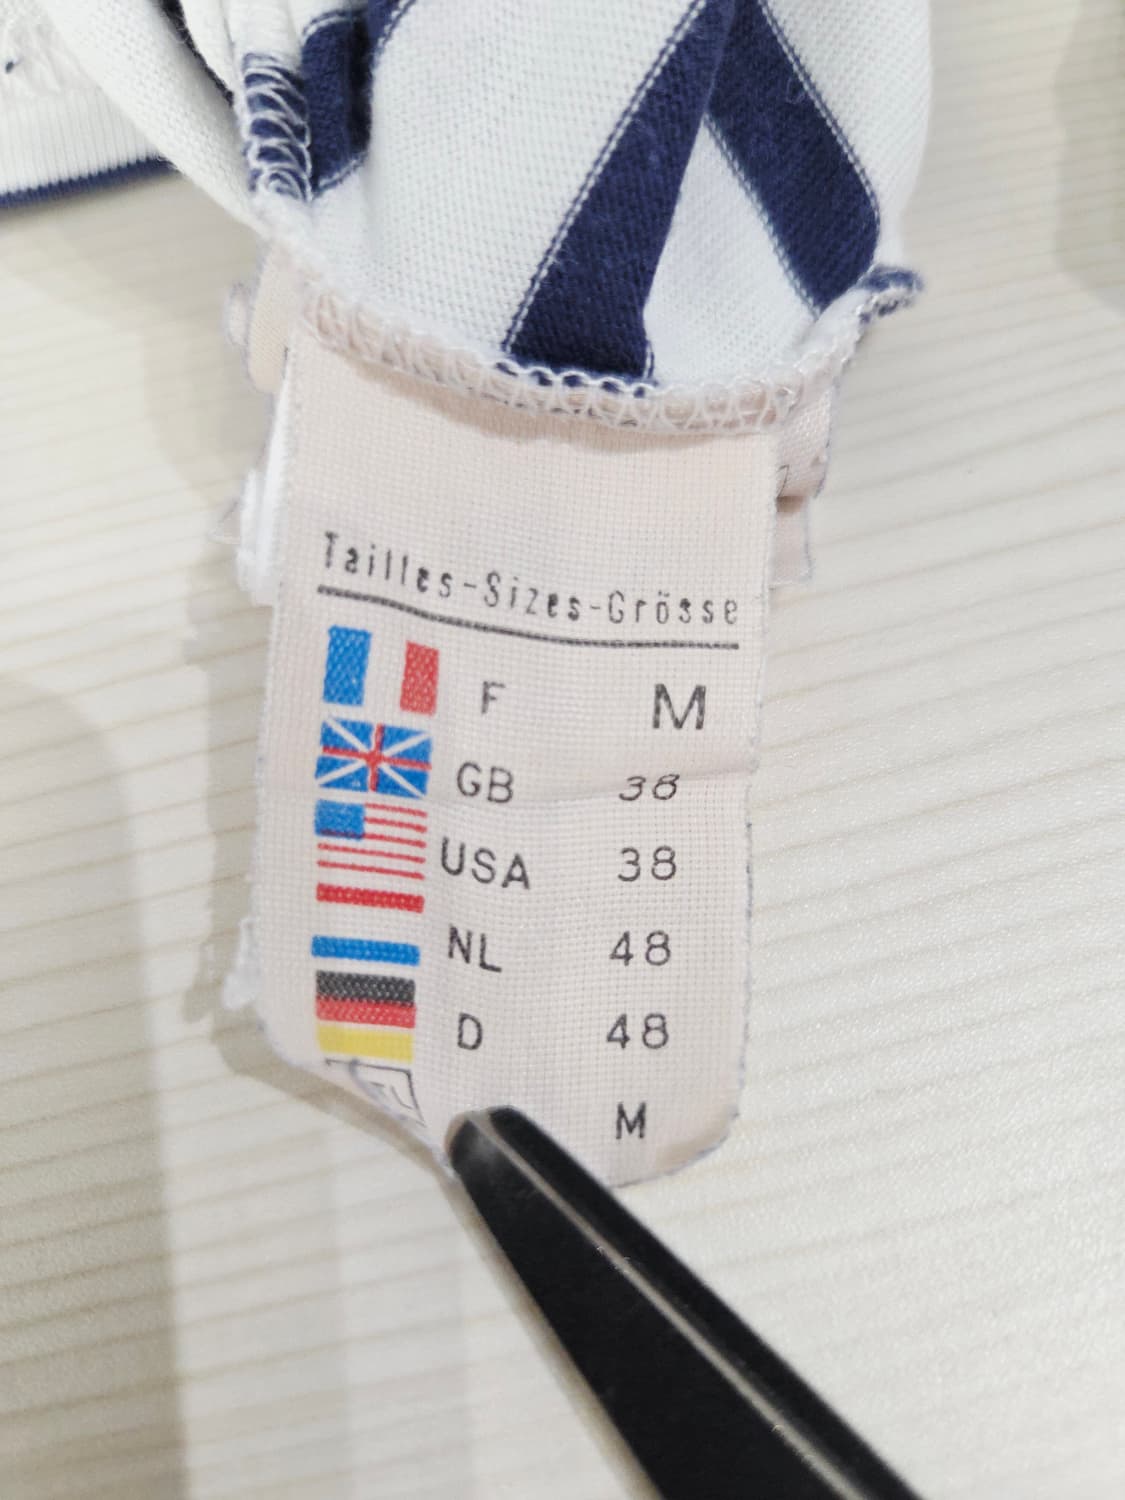 Tailles-Sizes-Grösse
F M
GB 38
USA 38
NL 48
D 48
M